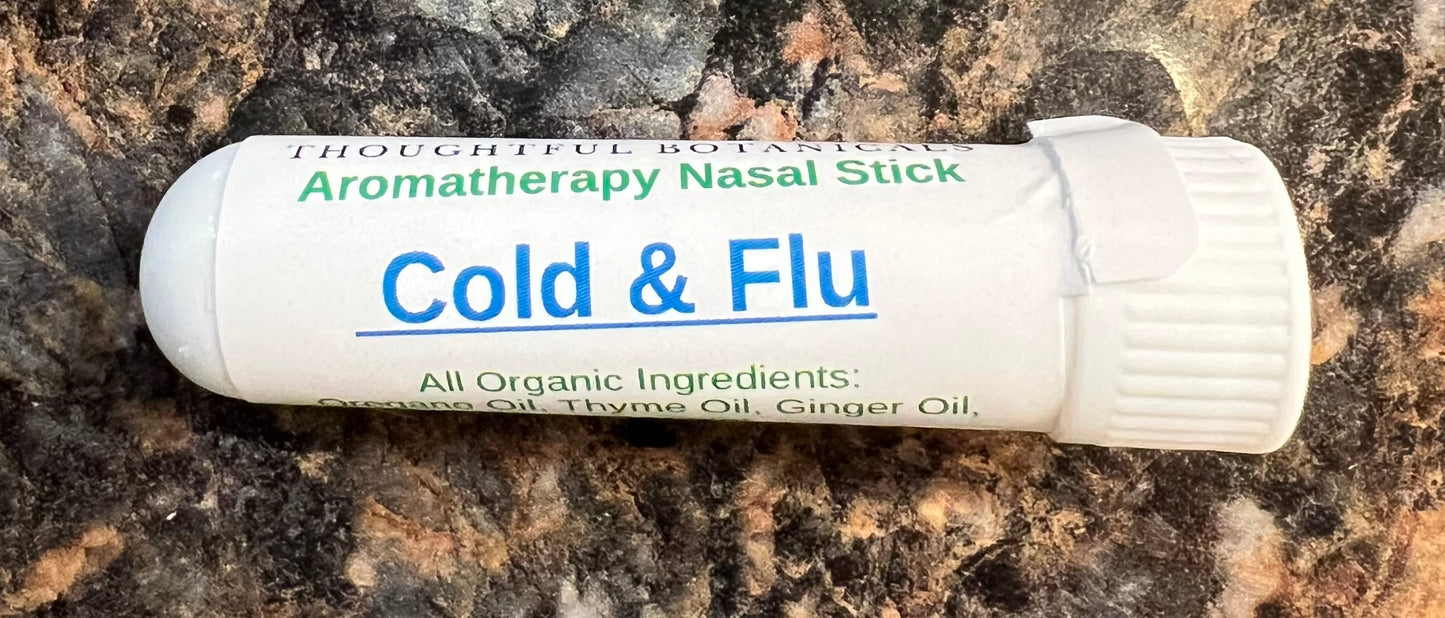 THOUGHTFUL BOTANICALS
Aromatherapy Nasal Stick
Cold & Flu
All Organic Ingredients:
Oregano Oil, Thyme Oil, Ginger Oil,